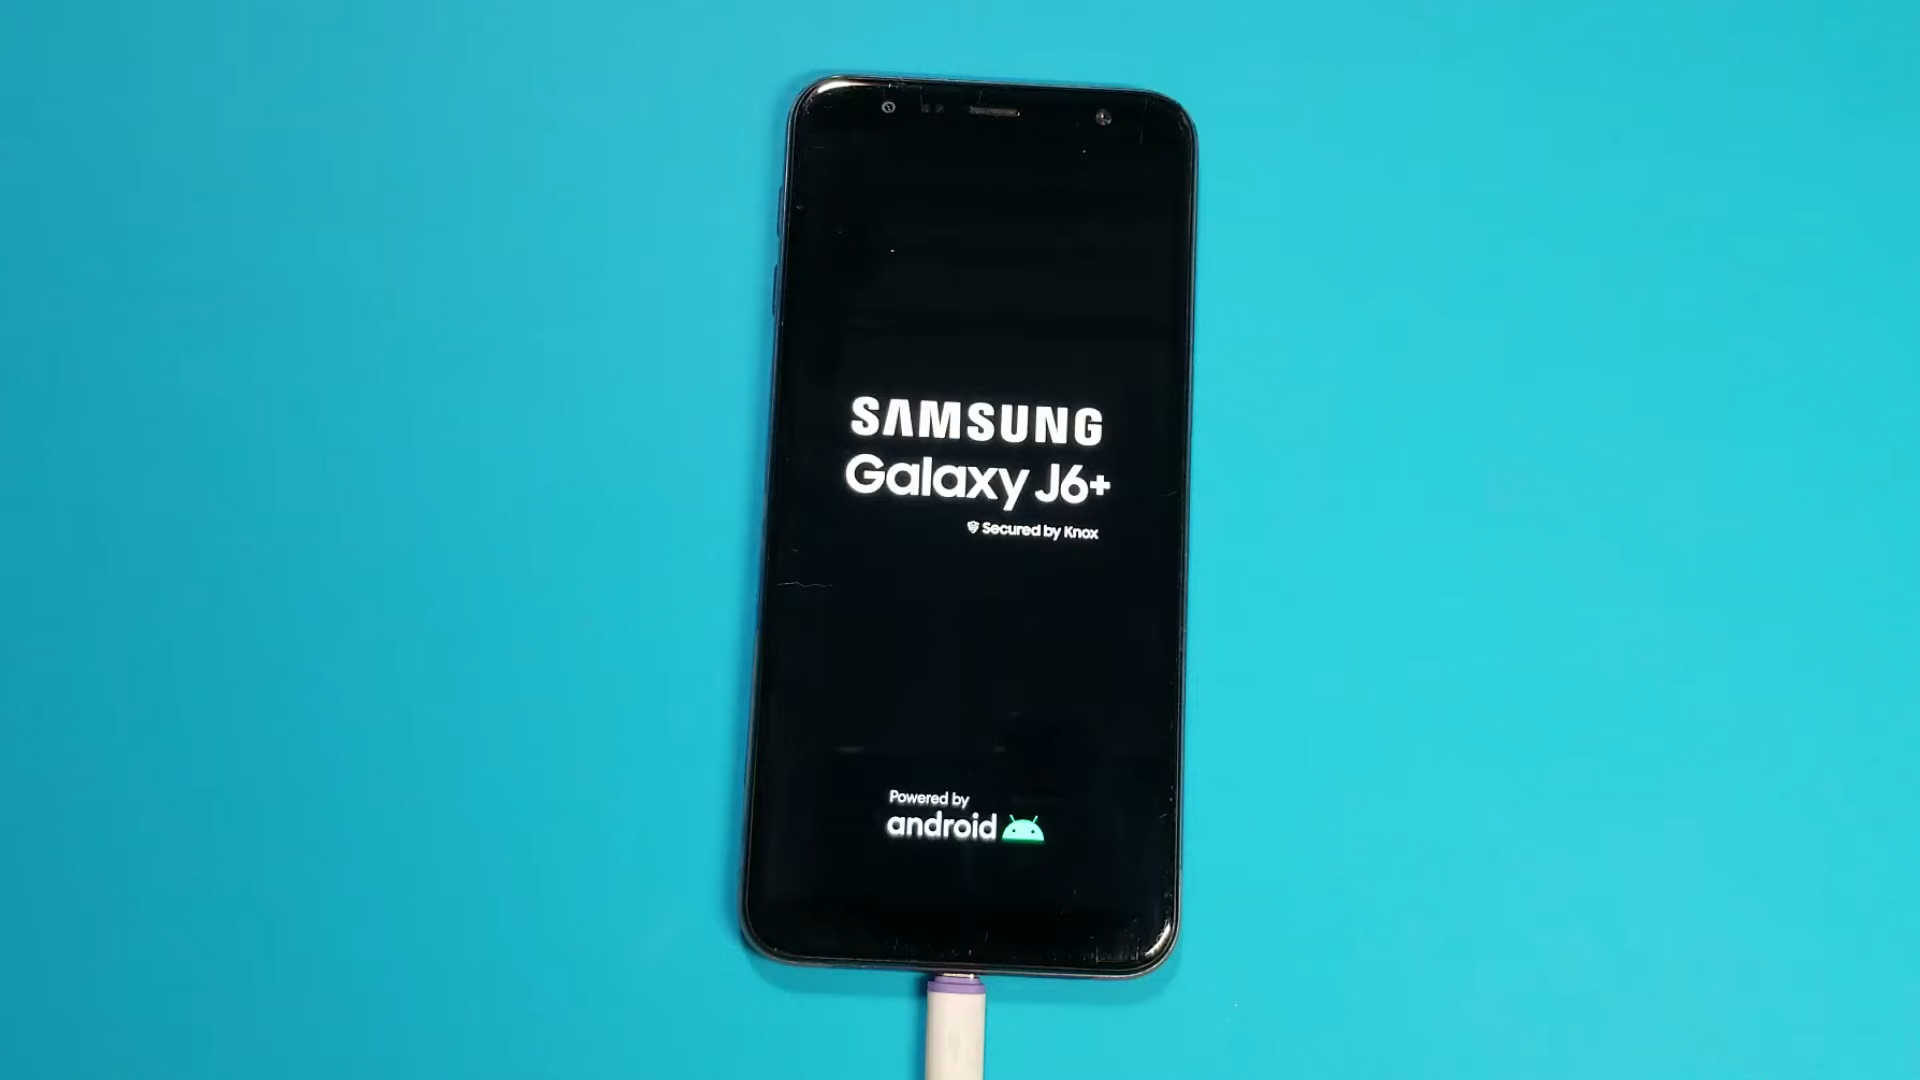 SAMSUNG
Galaxy J6+
Secured by Knox
Powered by
android